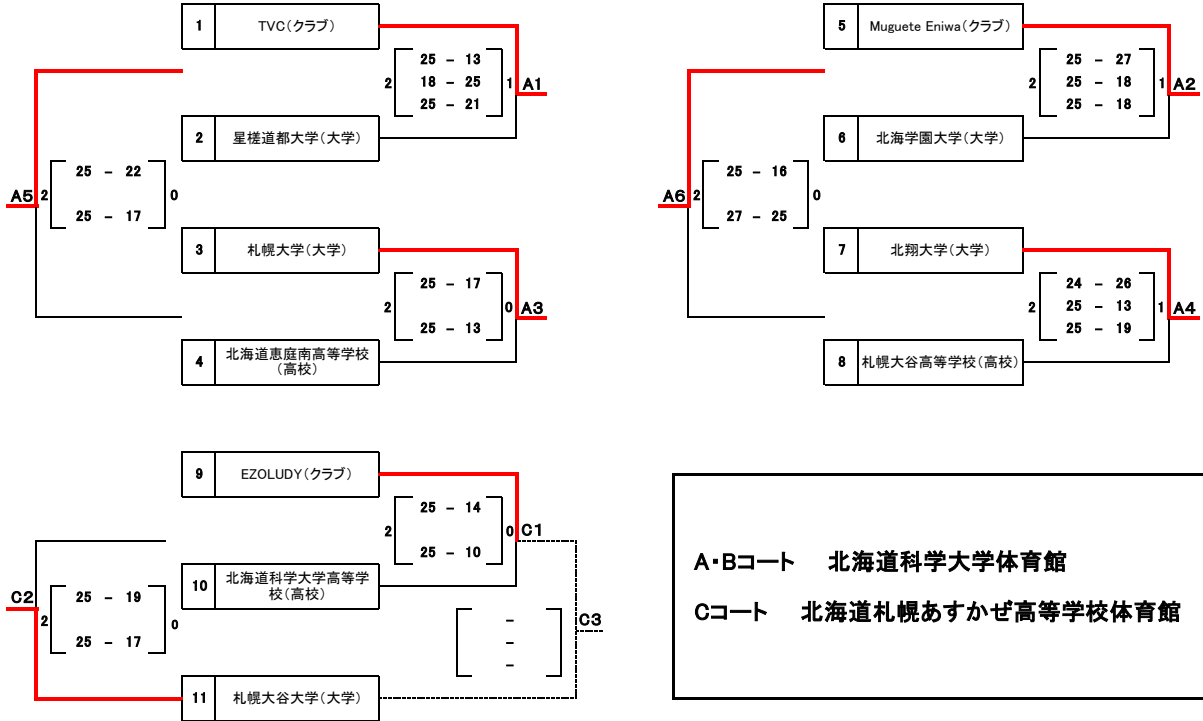 1 TVC(クラブ)
2 [ 25 - 13 ] 1 A1
18 - 25
25 - 21
2 星槎道都大学(大学)
A5 2 [ 25 - 22 ] 0
25 - 17
3 札幌大学(大学)
2 [ 25 - 17 ] 0 A3
25 - 13
4 北海道恵庭南高等学校
(高校)
5 Muguete Eniwa(クラブ)
2 [ 25 - 27 ] 1 A2
25 - 18
25 - 18
6 北海学園大学(大学)
A6 2 [ 25 - 16 ] 0
27 - 25
7 北翔大学(大学)
2 [ 24 - 26 ] 1 A4
25 - 13
25 - 19
8 札幌大谷高等学校(高校)
9 EZOLUDY(クラブ)
2 [ 25 - 14 ] 0 C1
25 - 10
10 北海道科学大学高等学
校(高校)
C2 2 [ 25 - 19 ] 0
25 - 17
[ - ] C3
-
-
11 札幌大谷大学(大学)
A・Bコート 北海道科学大学体育館
Cコート 北海道札幌あすかぜ高等学校体育館